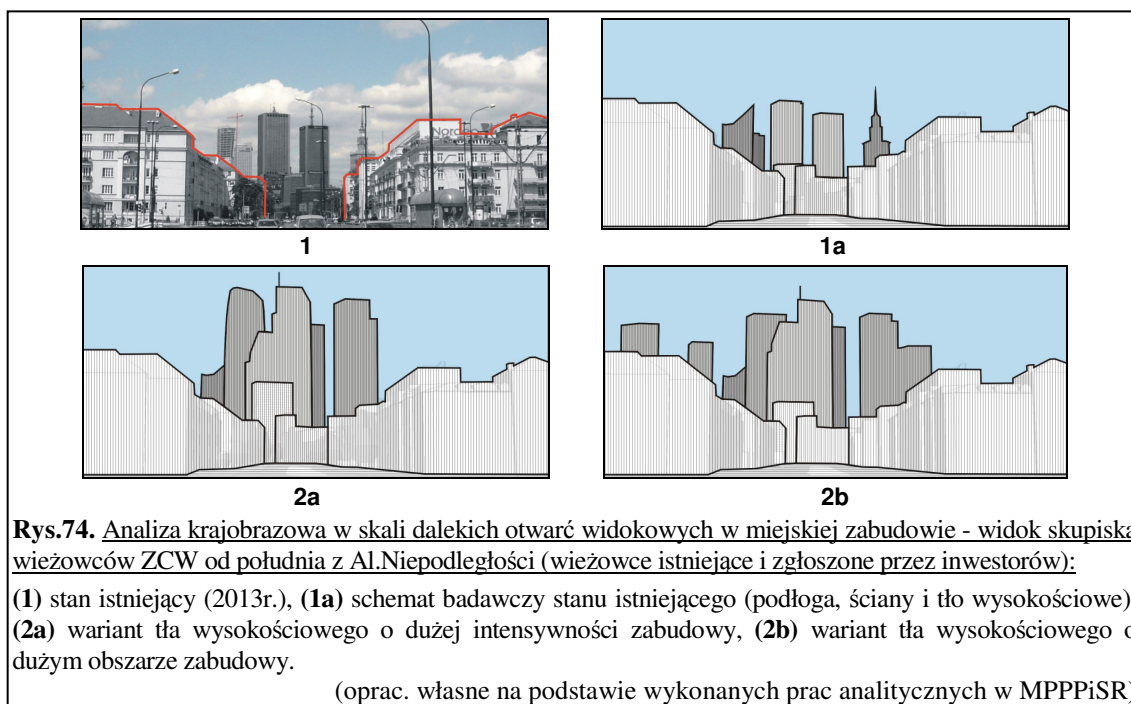 Nordea
1
1a
2a
2b
Rys.74. Analiza krajobrazowa w skali dalekich otwarć widokowych w miejskiej zabudowie - widok skupiska
wieżowców ZCW od południa z Al.Niepodległości (wieżowce istniejące i zgłoszone przez inwestorów):
(1) stan istniejący (2013r.), (1a) schemat badawczy stanu istniejącego (podłoga, ściany i tło wysokościowe)
(2a) wariant tła wysokościowego o dużej intensywności zabudowy, (2b) wariant tła wysokościowego o
dużym obszarze zabudowy.
(oprac. własne na podstawie wykonanych prac analitycznych w MPPPiSR)